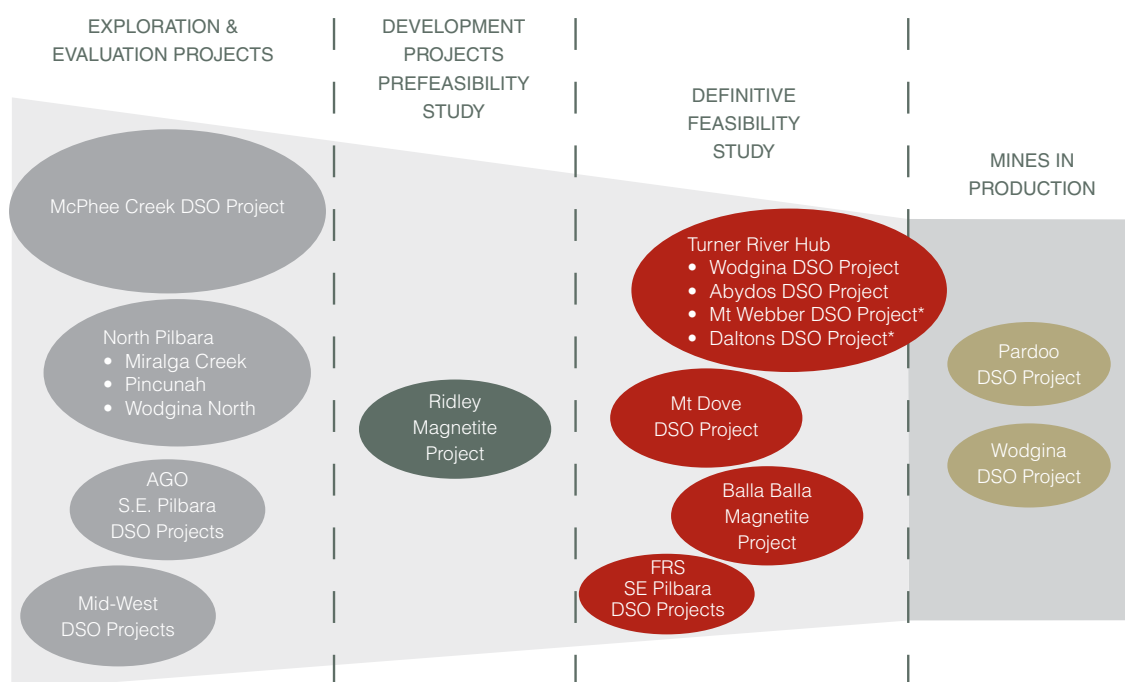 EXPLORATION &
EVALUATION PROJECTS
McPhee Creek DSO Project
North Pilbara
• Miralga Creek
• Pincunah
• Wodgina North
AGO
S.E. Pilbara
DSO Projects
Mid-West
DSO Projects
DEVELOPMENT
PROJECTS
PREFEASIBILITY
STUDY
Ridley
Magnetite
Project
DEFINITIVE
FEASIBILITY
STUDY
Turner River Hub
• Wodgina DSO Project
• Abydos DSO Project
• Mt Webber DSO Project*
• Daltons DSO Project*
Mt Dove
DSO Project
Balla Balla
Magnetite
Project
FRS
SE Pilbara
DSO Projects
MINES IN
PRODUCTION
Pardoo
DSO Project
Wodgina
DSO Project